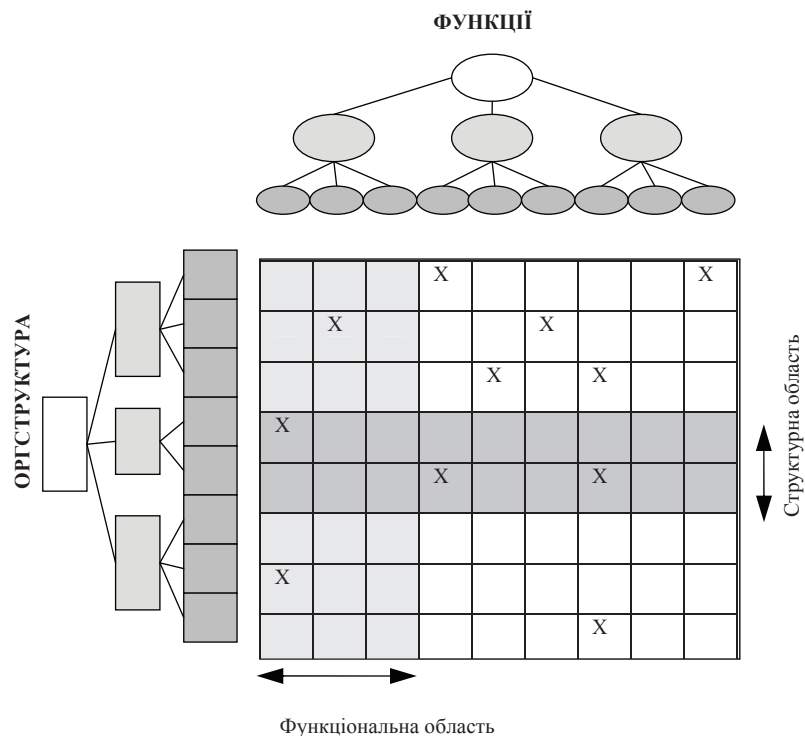 ФУНКЦІЇ
ОРГСТРУКТУРА
X X
X X
X X
X
X X
X
X
Структурна область
Функціональна область